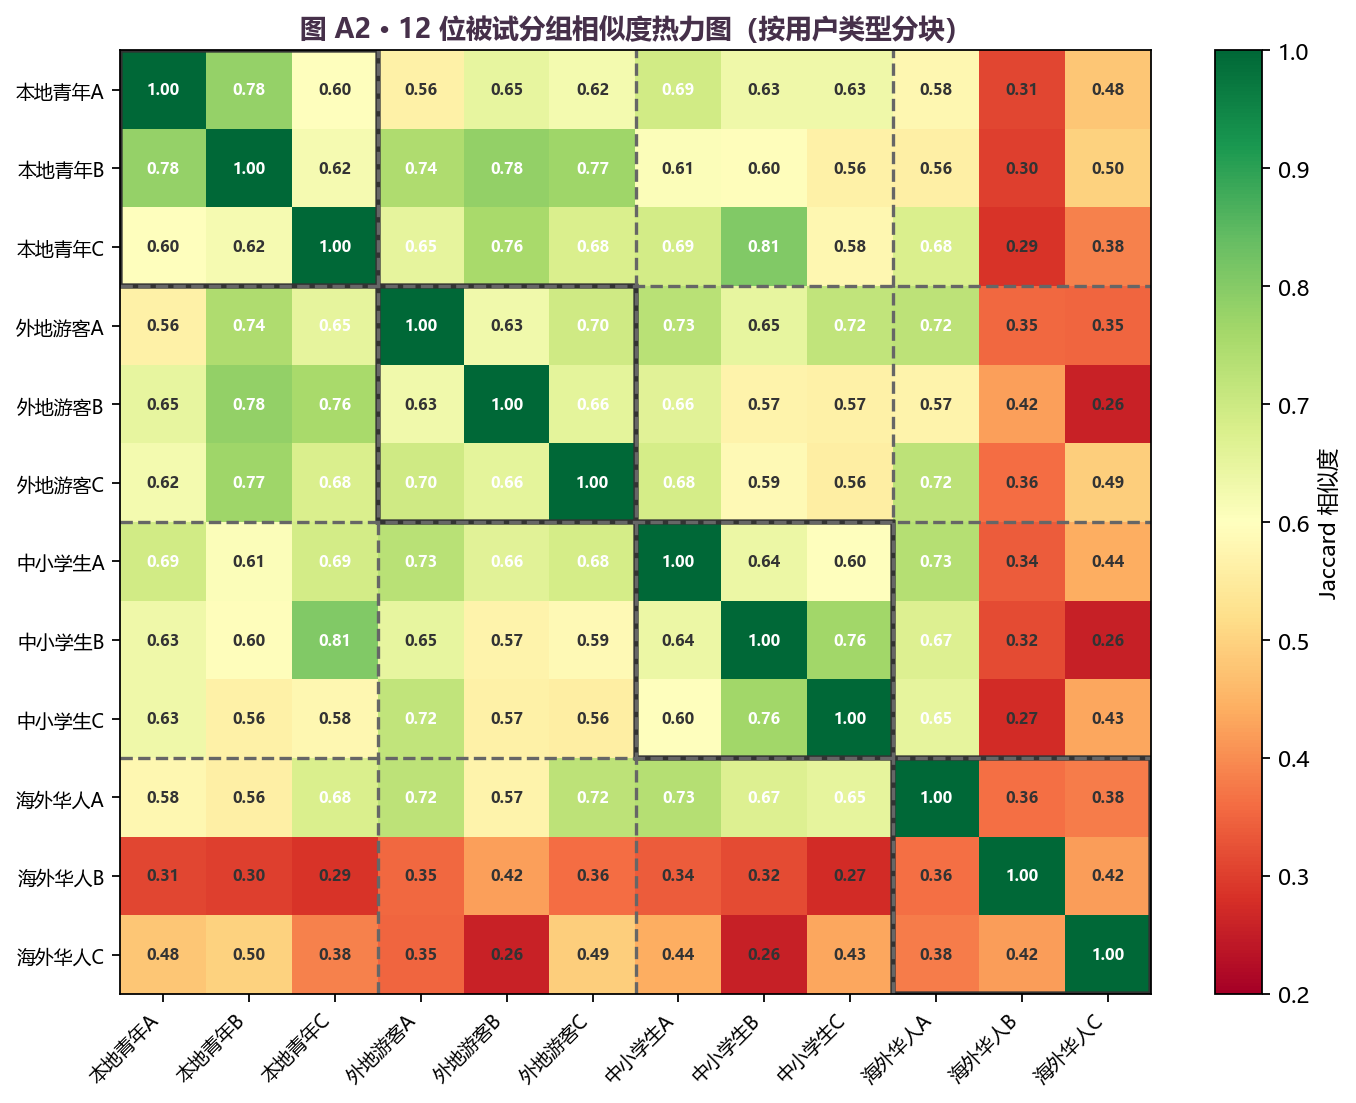 图 A2 · 12 位被试分组相似度热力图（按用户类型分块）
本地青年A 1.00 0.78 0.60 0.56 0.65 0.62 0.69 0.63 0.63 0.58 0.31 0.48
本地青年B 0.78 1.00 0.62 0.74 0.78 0.77 0.61 0.60 0.56 0.56 0.30 0.50
本地青年C 0.60 0.62 1.00 0.65 0.76 0.68 0.69 0.81 0.58 0.68 0.29 0.38
外地游客A 0.56 0.74 0.65 1.00 0.63 0.70 0.73 0.65 0.72 0.72 0.35 0.35
外地游客B 0.65 0.78 0.76 0.63 1.00 0.66 0.66 0.57 0.57 0.57 0.42 0.26
外地游客C 0.62 0.77 0.68 0.70 0.66 1.00 0.68 0.59 0.56 0.72 0.36 0.49
中小学生A 0.69 0.61 0.69 0.73 0.66 0.68 1.00 0.64 0.60 0.73 0.34 0.44
中小学生B 0.63 0.60 0.81 0.65 0.57 0.59 0.64 1.00 0.76 0.67 0.32 0.26
中小学生C 0.63 0.56 0.58 0.72 0.57 0.56 0.60 0.76 1.00 0.65 0.27 0.43
海外华人A 0.58 0.56 0.68 0.72 0.57 0.72 0.73 0.67 0.65 1.00 0.36 0.38
海外华人B 0.31 0.30 0.29 0.35 0.42 0.36 0.34 0.32 0.27 0.36 1.00 0.42
海外华人C 0.48 0.50 0.38 0.35 0.26 0.49 0.44 0.26 0.43 0.38 0.42 1.00
本地青年A 本地青年B 本地青年C 外地游客A 外地游客B 外地游客C 中小学生A 中小学生B 中小学生C 海外华人A 海外华人B 海外华人C
1.0
0.9
0.8
0.7
0.6
0.5
0.4
0.3
0.2
Jaccard 相似度